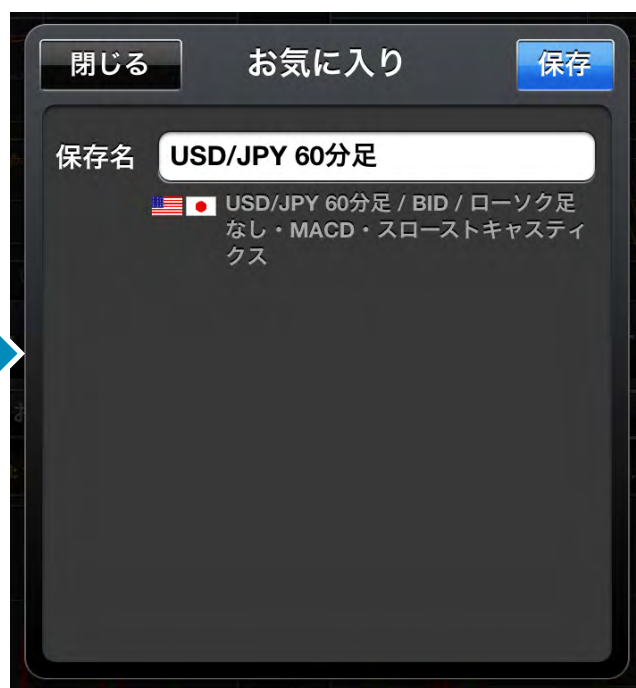 閉じる お気に入り 保存
保存名 USD/JPY 60分足
USD/JPY 60分足 / BID / ローソク足
なし・MACD・スローストキャスティ
クス